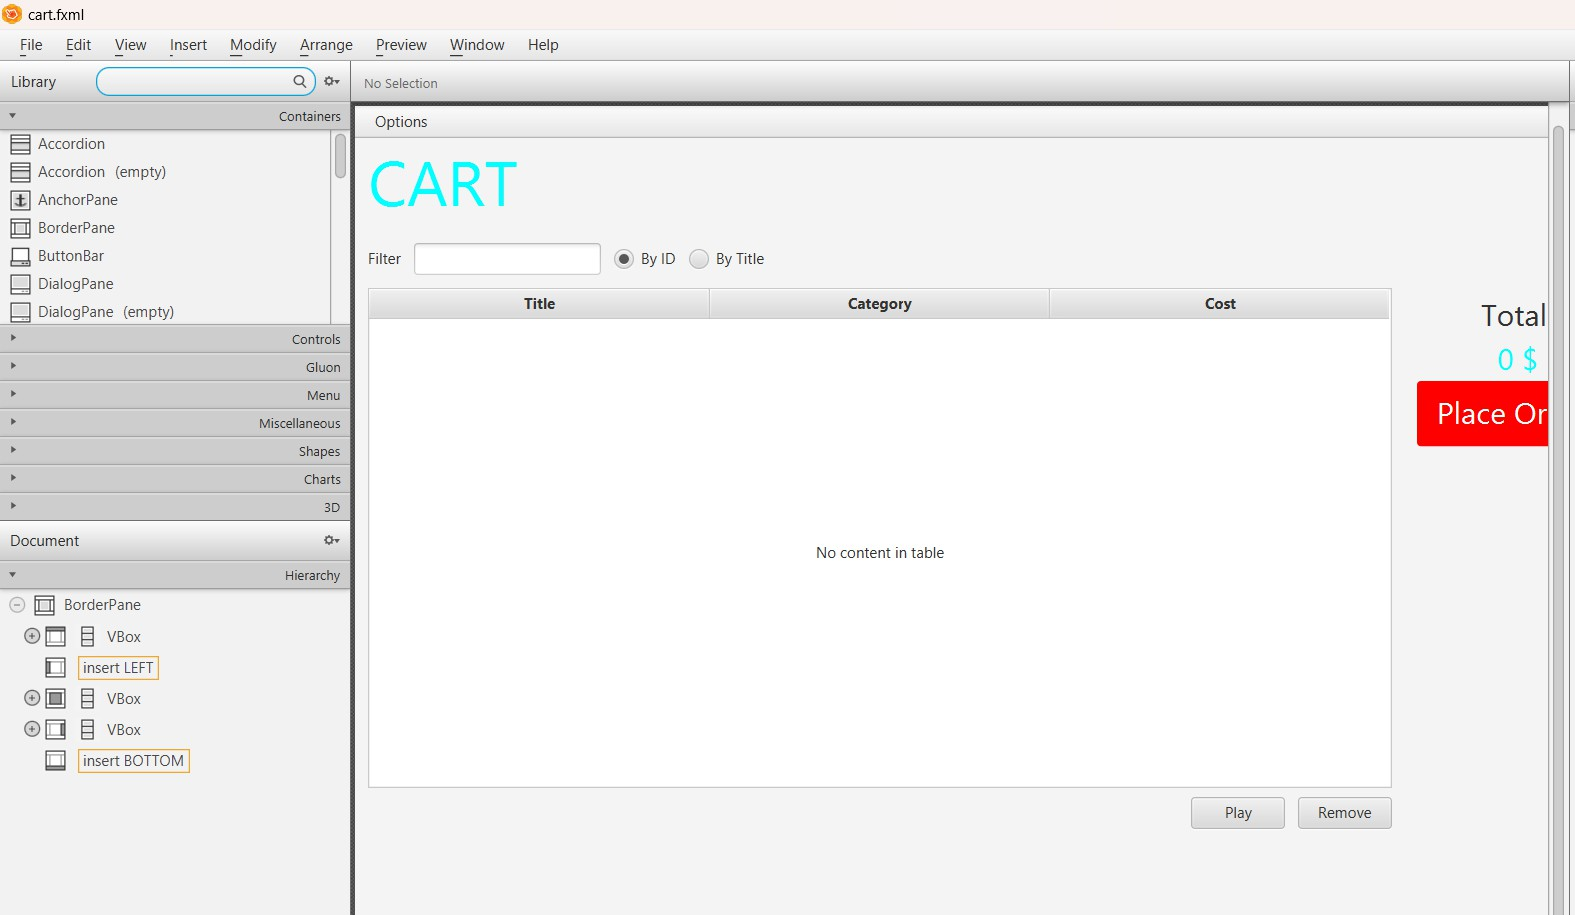 cart.fxml
File Edit View Insert Modify Arrange Preview Window Help
Library
No Selection
Containers
Accordion
Accordion (empty)
AnchorPane
BorderPane
ButtonBar
DialogPane
DialogPane (empty)
Controls
Gluon
Menu
Miscellaneous
Shapes
Charts
3D
Document
Hierarchy
BorderPane
VBox
insert LEFT
VBox
VBox
insert BOTTOM
Options
CART
Filter By ID By Title
Title Category Cost
No content in table
Play Remove
Total
0 $
Place Or